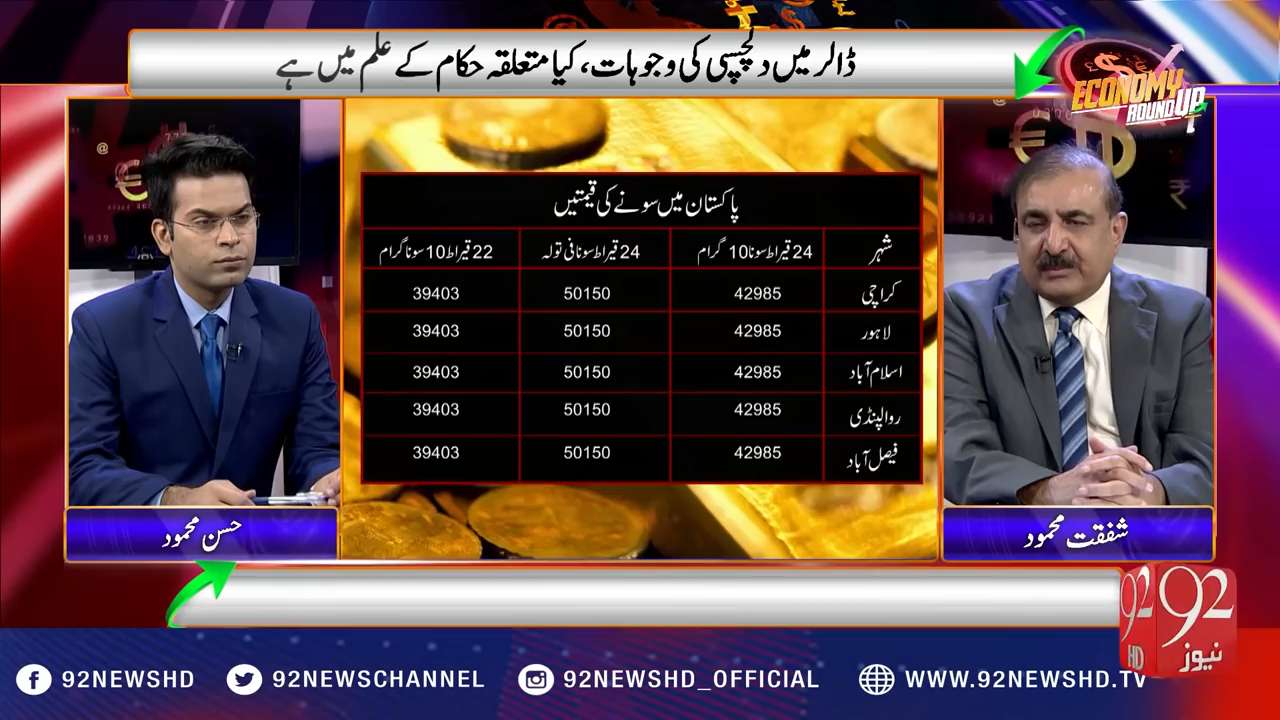 ڈالر میں دلچسپی کی وجوہات، کیا متعلقہ حکام کے علم میں ہے
ECONOMY
ROUNDUP
پاکستان میں سونے کی قیمتیں
شہر 24 قیراط سونا 10 گرام 24 قیراط سونا فی تولہ 22 قیراط 10 سونا گرام
کراچی 42985 50150 39403
لاہور 42985 50150 39403
اسلام آباد 42985 50150 39403
روالپنڈی 42985 50150 39403
فیصل آباد 42985 50150 39403
شفقت محمود
حسن محمود
92 92
HD نیوز
92NEWSHD 92NEWSCHANNEL 92NEWSHD_OFFICIAL WWW.92NEWSHD.TV